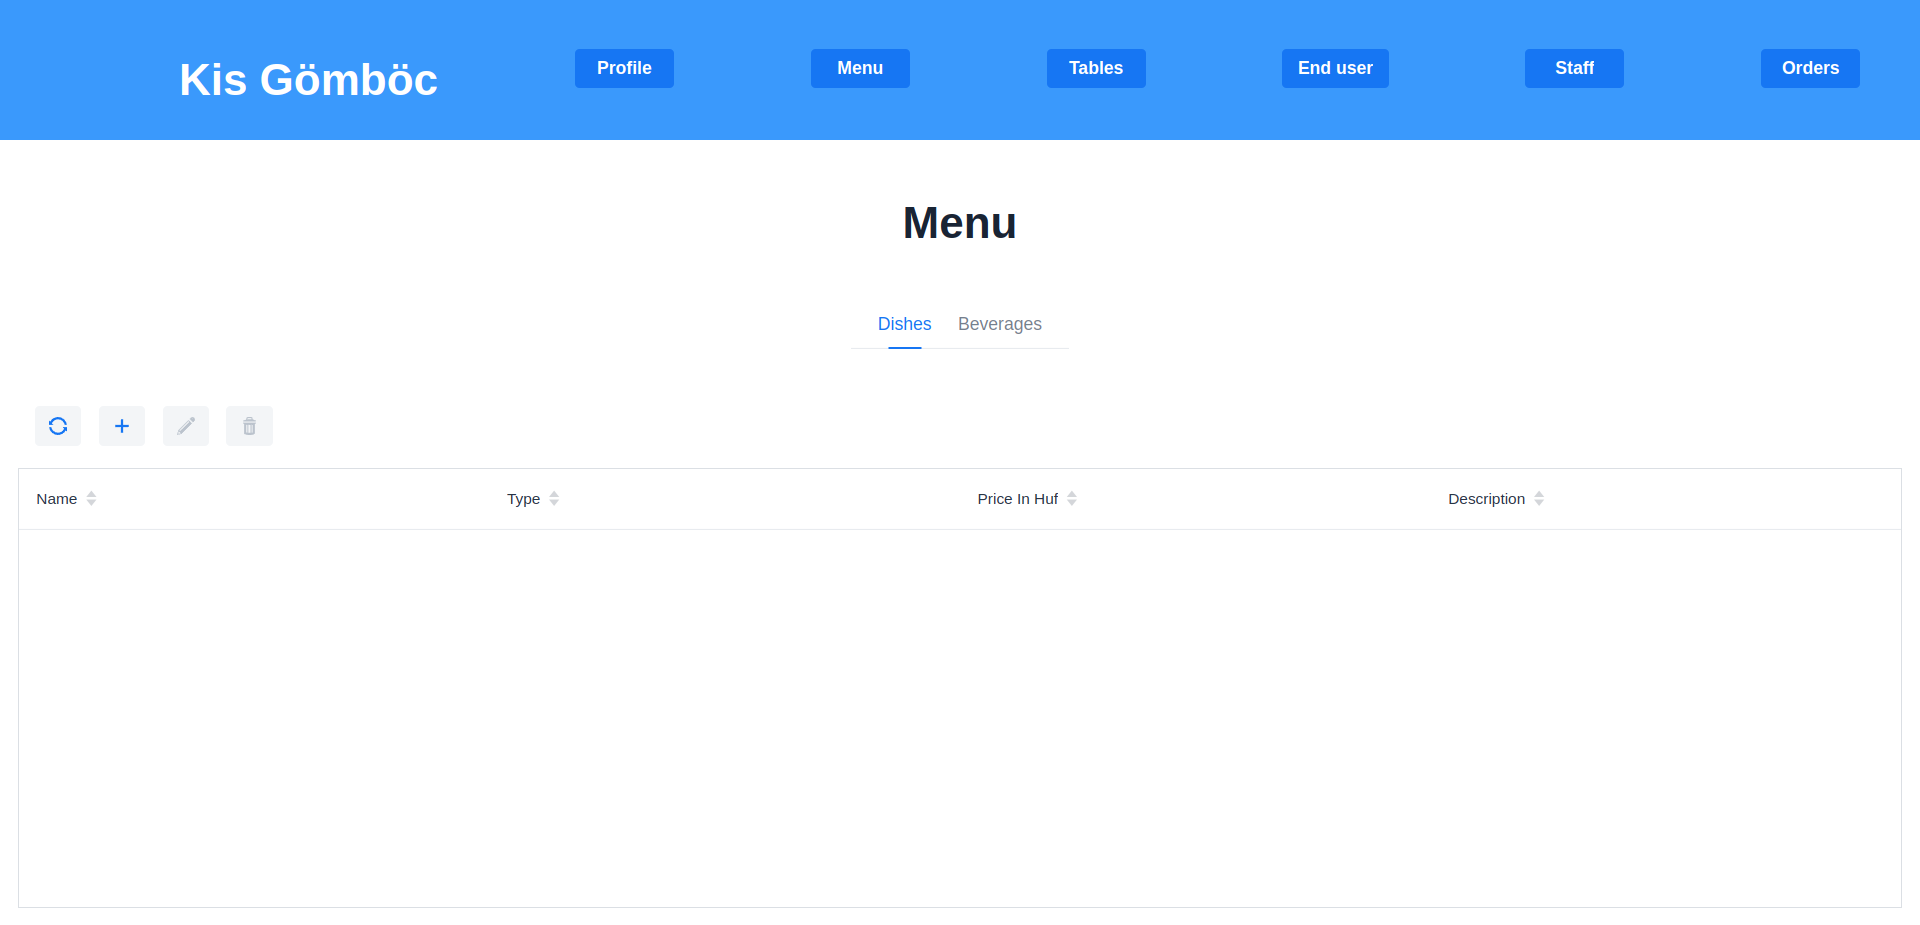 Kis Gömböc
Profile
Menu
Tables
End user
Staff
Orders
Menu
Dishes
Beverages
Name
Type
Price In Huf
Description